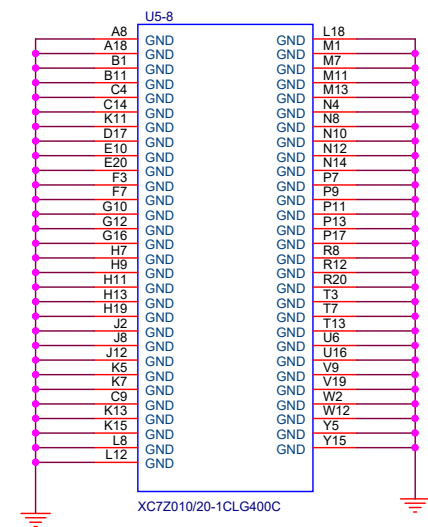 U5-8
A8 GND GND L18
A18 GND GND M1
B1 GND GND M7
B11 GND GND M11
C4 GND GND M13
C14 GND GND N4
K11 GND GND N8
D17 GND GND N10
E10 GND GND N12
E20 GND GND N14
F3 GND GND P7
F7 GND GND P9
G10 GND GND P11
G12 GND GND P13
G16 GND GND P17
H7 GND GND R8
H9 GND GND R12
H11 GND GND R20
H13 GND GND T3
H19 GND GND T7
J2 GND GND T13
J8 GND GND U6
J12 GND GND U16
K5 GND GND V9
K7 GND GND V19
C9 GND GND W2
K13 GND GND W12
K15 GND GND Y5
L8 GND GND Y15
L12 GND
XC7Z010/20-1CLG400C